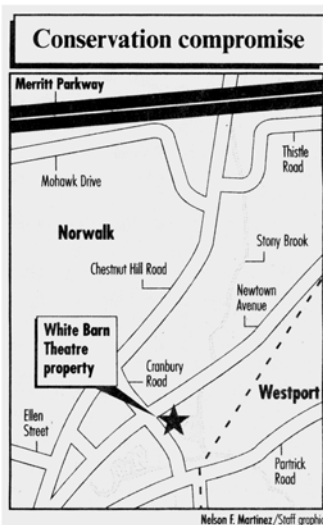 Conservation compromise
Merritt Parkway
Thistle
Road
Mohawk Drive
Norwalk
Stony Brook
Chestnut Hill Road
Newtown
Avenue
White Barn
Theatre
property
Cranbury
Road
Westport
Ellen
Street
Partrick
Road
Nelson F. Martinez/Staff graphic